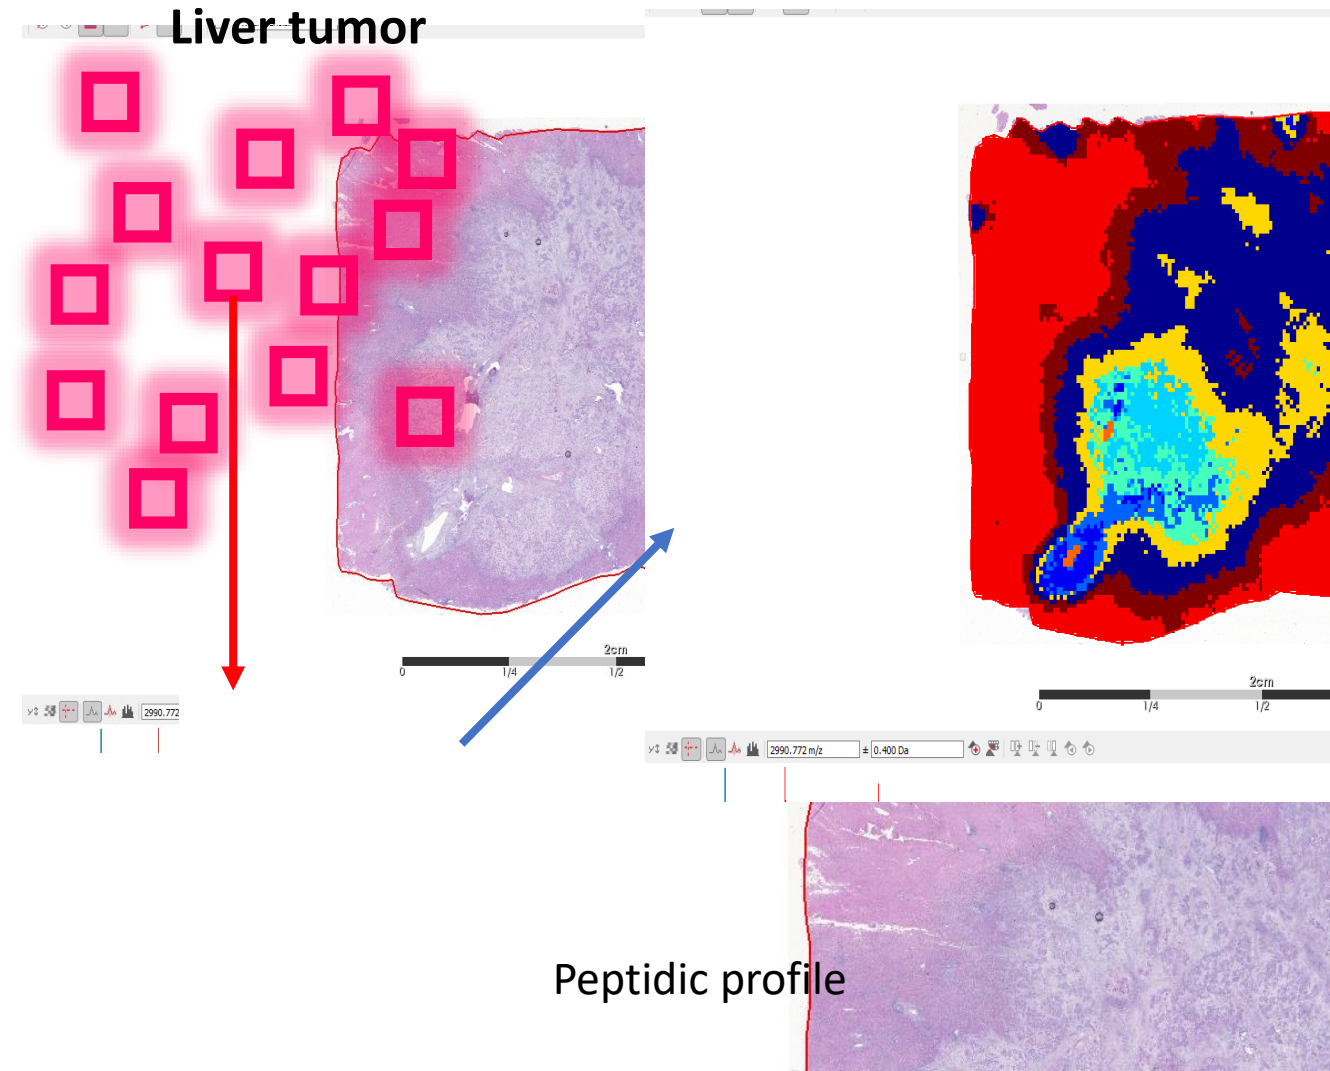 Liver tumor
2cm
0 1/4 1/2
2cm
0 1/4 1/2
2990.772
2990.772 m/z ± 0.400 Da
Peptidic profile